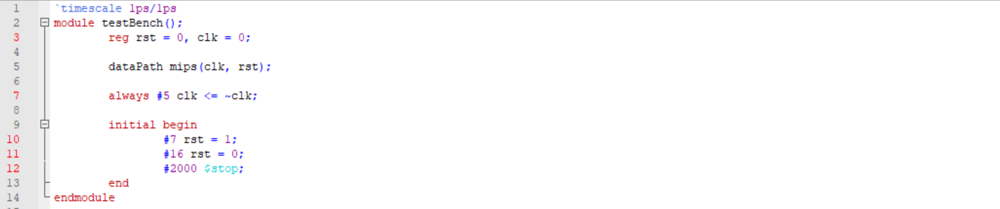 1 `timescale 1ps/1ps
2 module testBench();
3 reg rst = 0, clk = 0;
4
5 dataPath mips(clk, rst);
6
7 always #5 clk <= ~clk;
8
9 initial begin
10 #7 rst = 1;
11 #16 rst = 0;
12 #2000 $stop;
13 end
14 endmodule